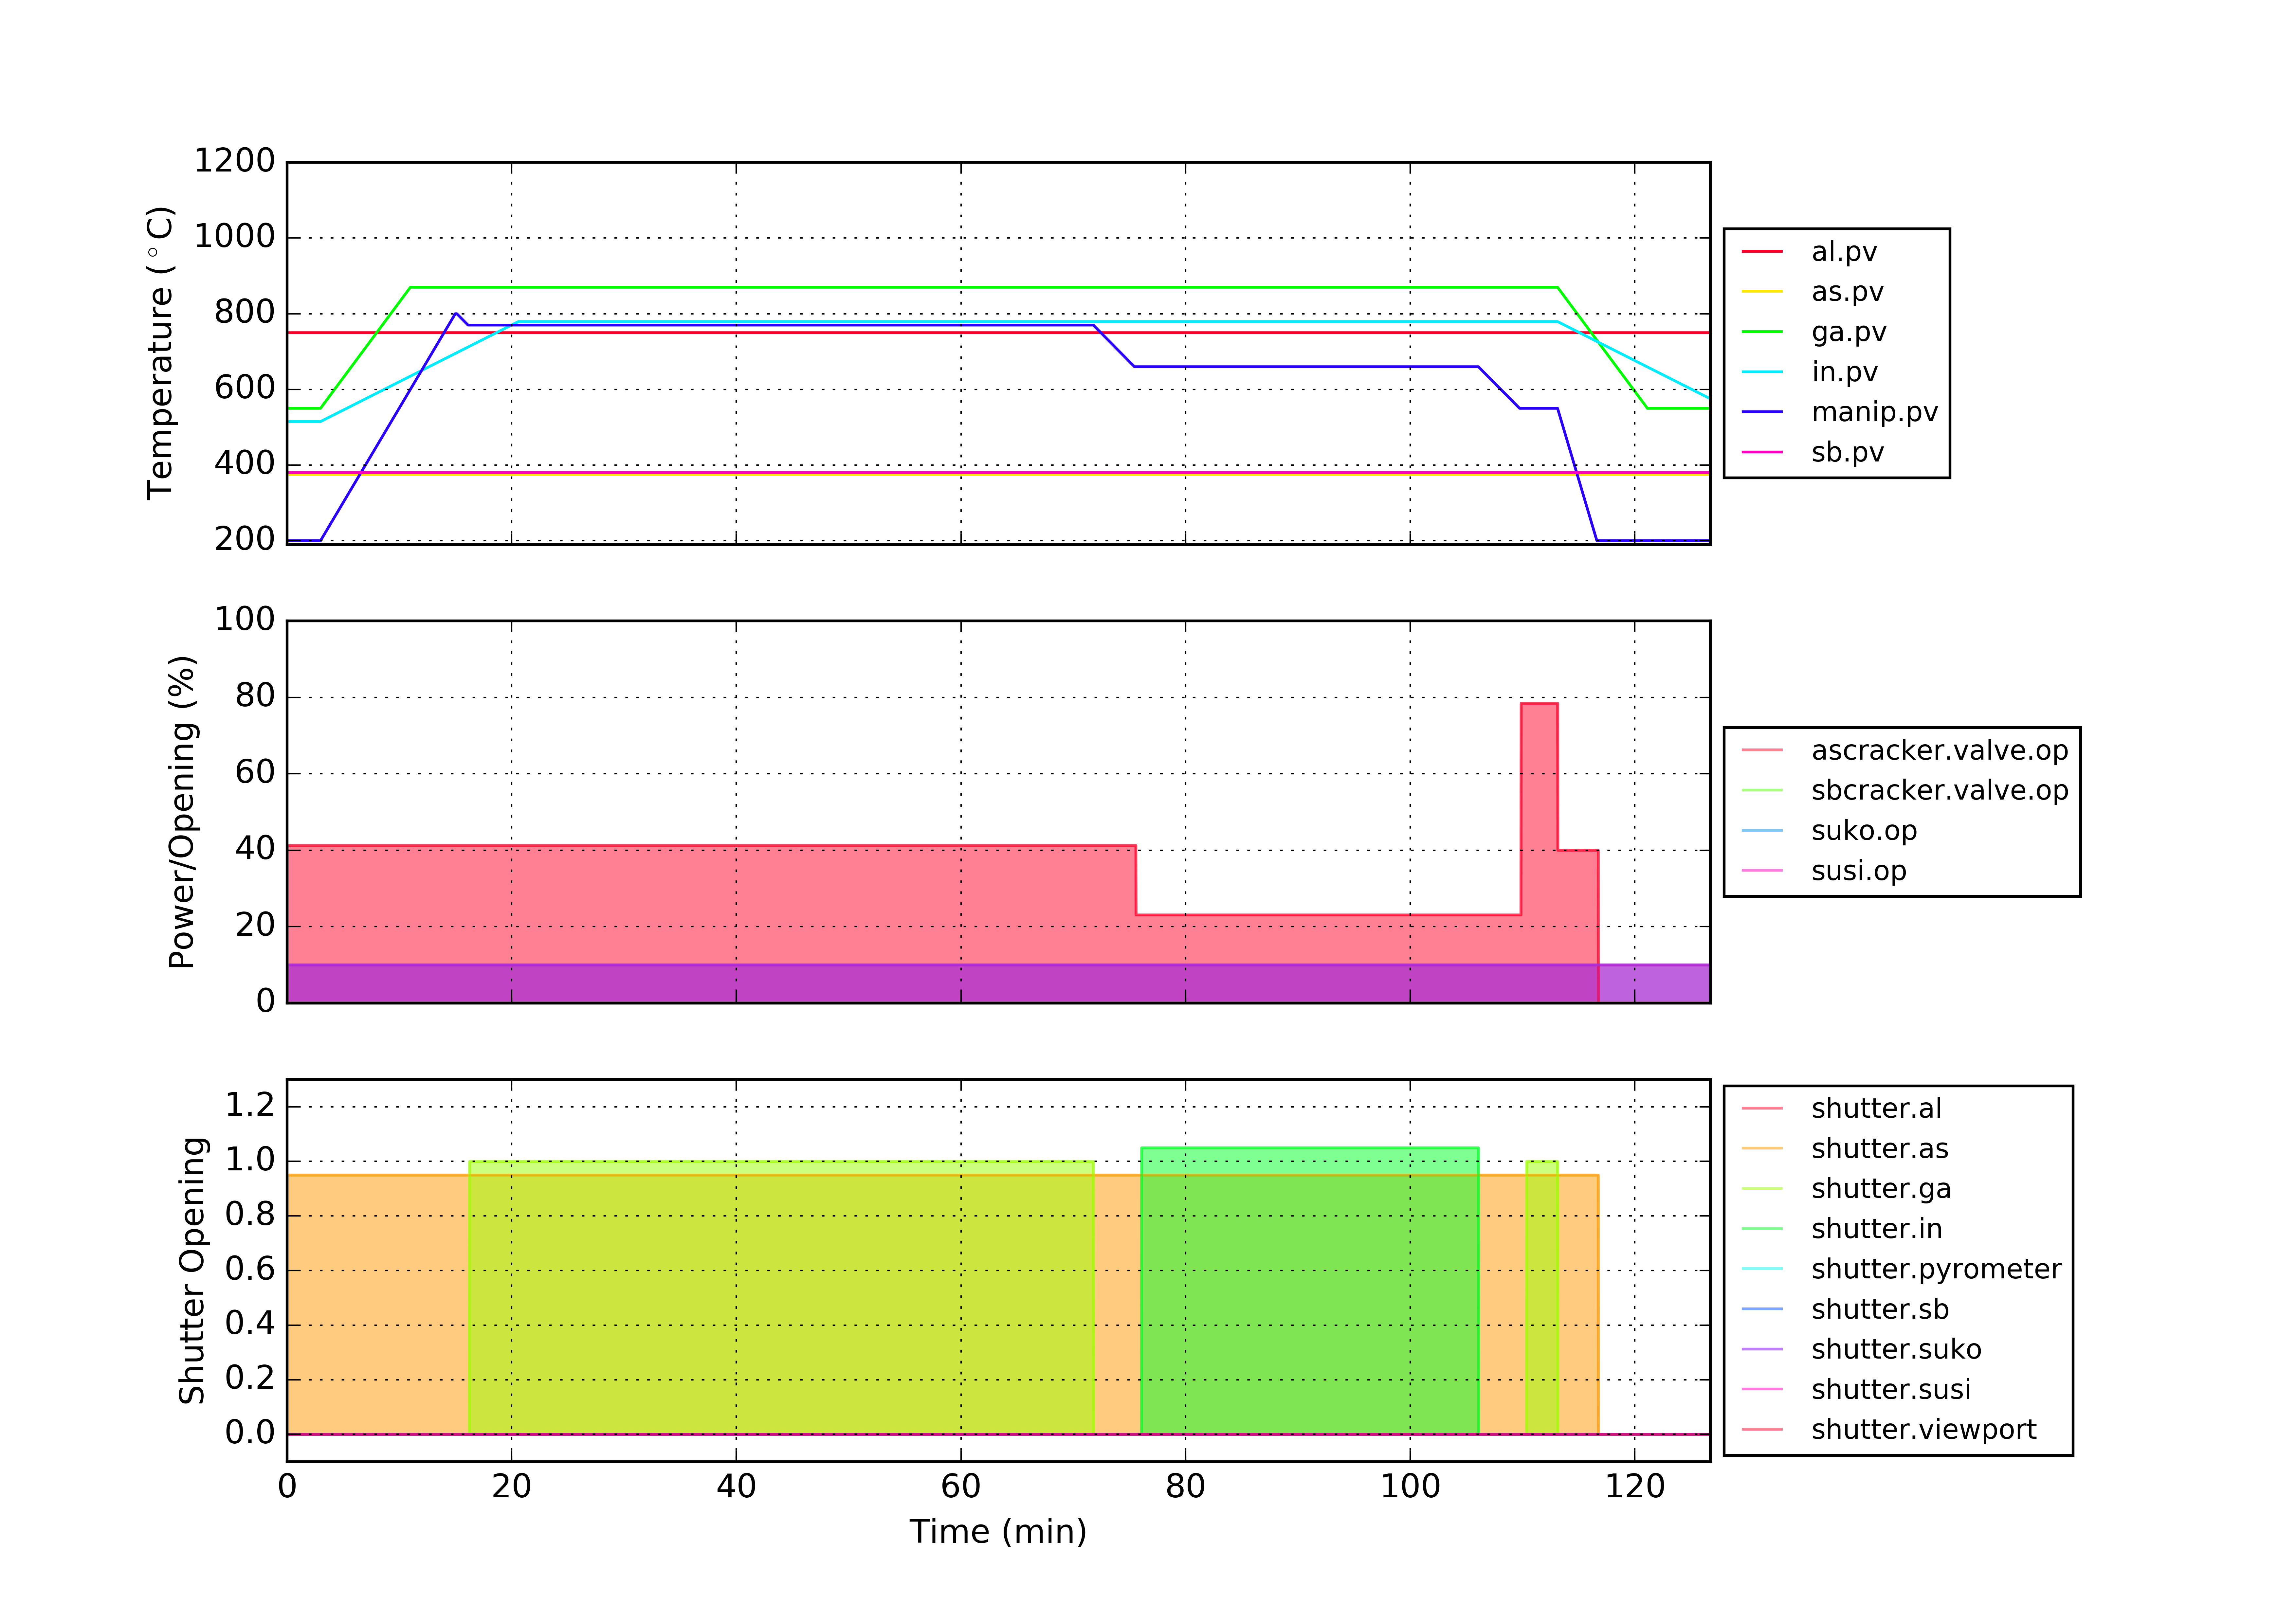 Temperature (°C)
1200
1000
800
600
400
200
al.pv
as.pv
ga.pv
in.pv
manip.pv
sb.pv
Power/Opening (%)
100
80
60
40
20
0
ascracker.valve.op
sbcracker.valve.op
suko.op
susi.op
Shutter Opening
1.2
1.0
0.8
0.6
0.4
0.2
0.0
shutter.al
shutter.as
shutter.ga
shutter.in
shutter.pyrometer
shutter.sb
shutter.suko
shutter.susi
shutter.viewport
0 20 40 60 80 100 120
Time (min)